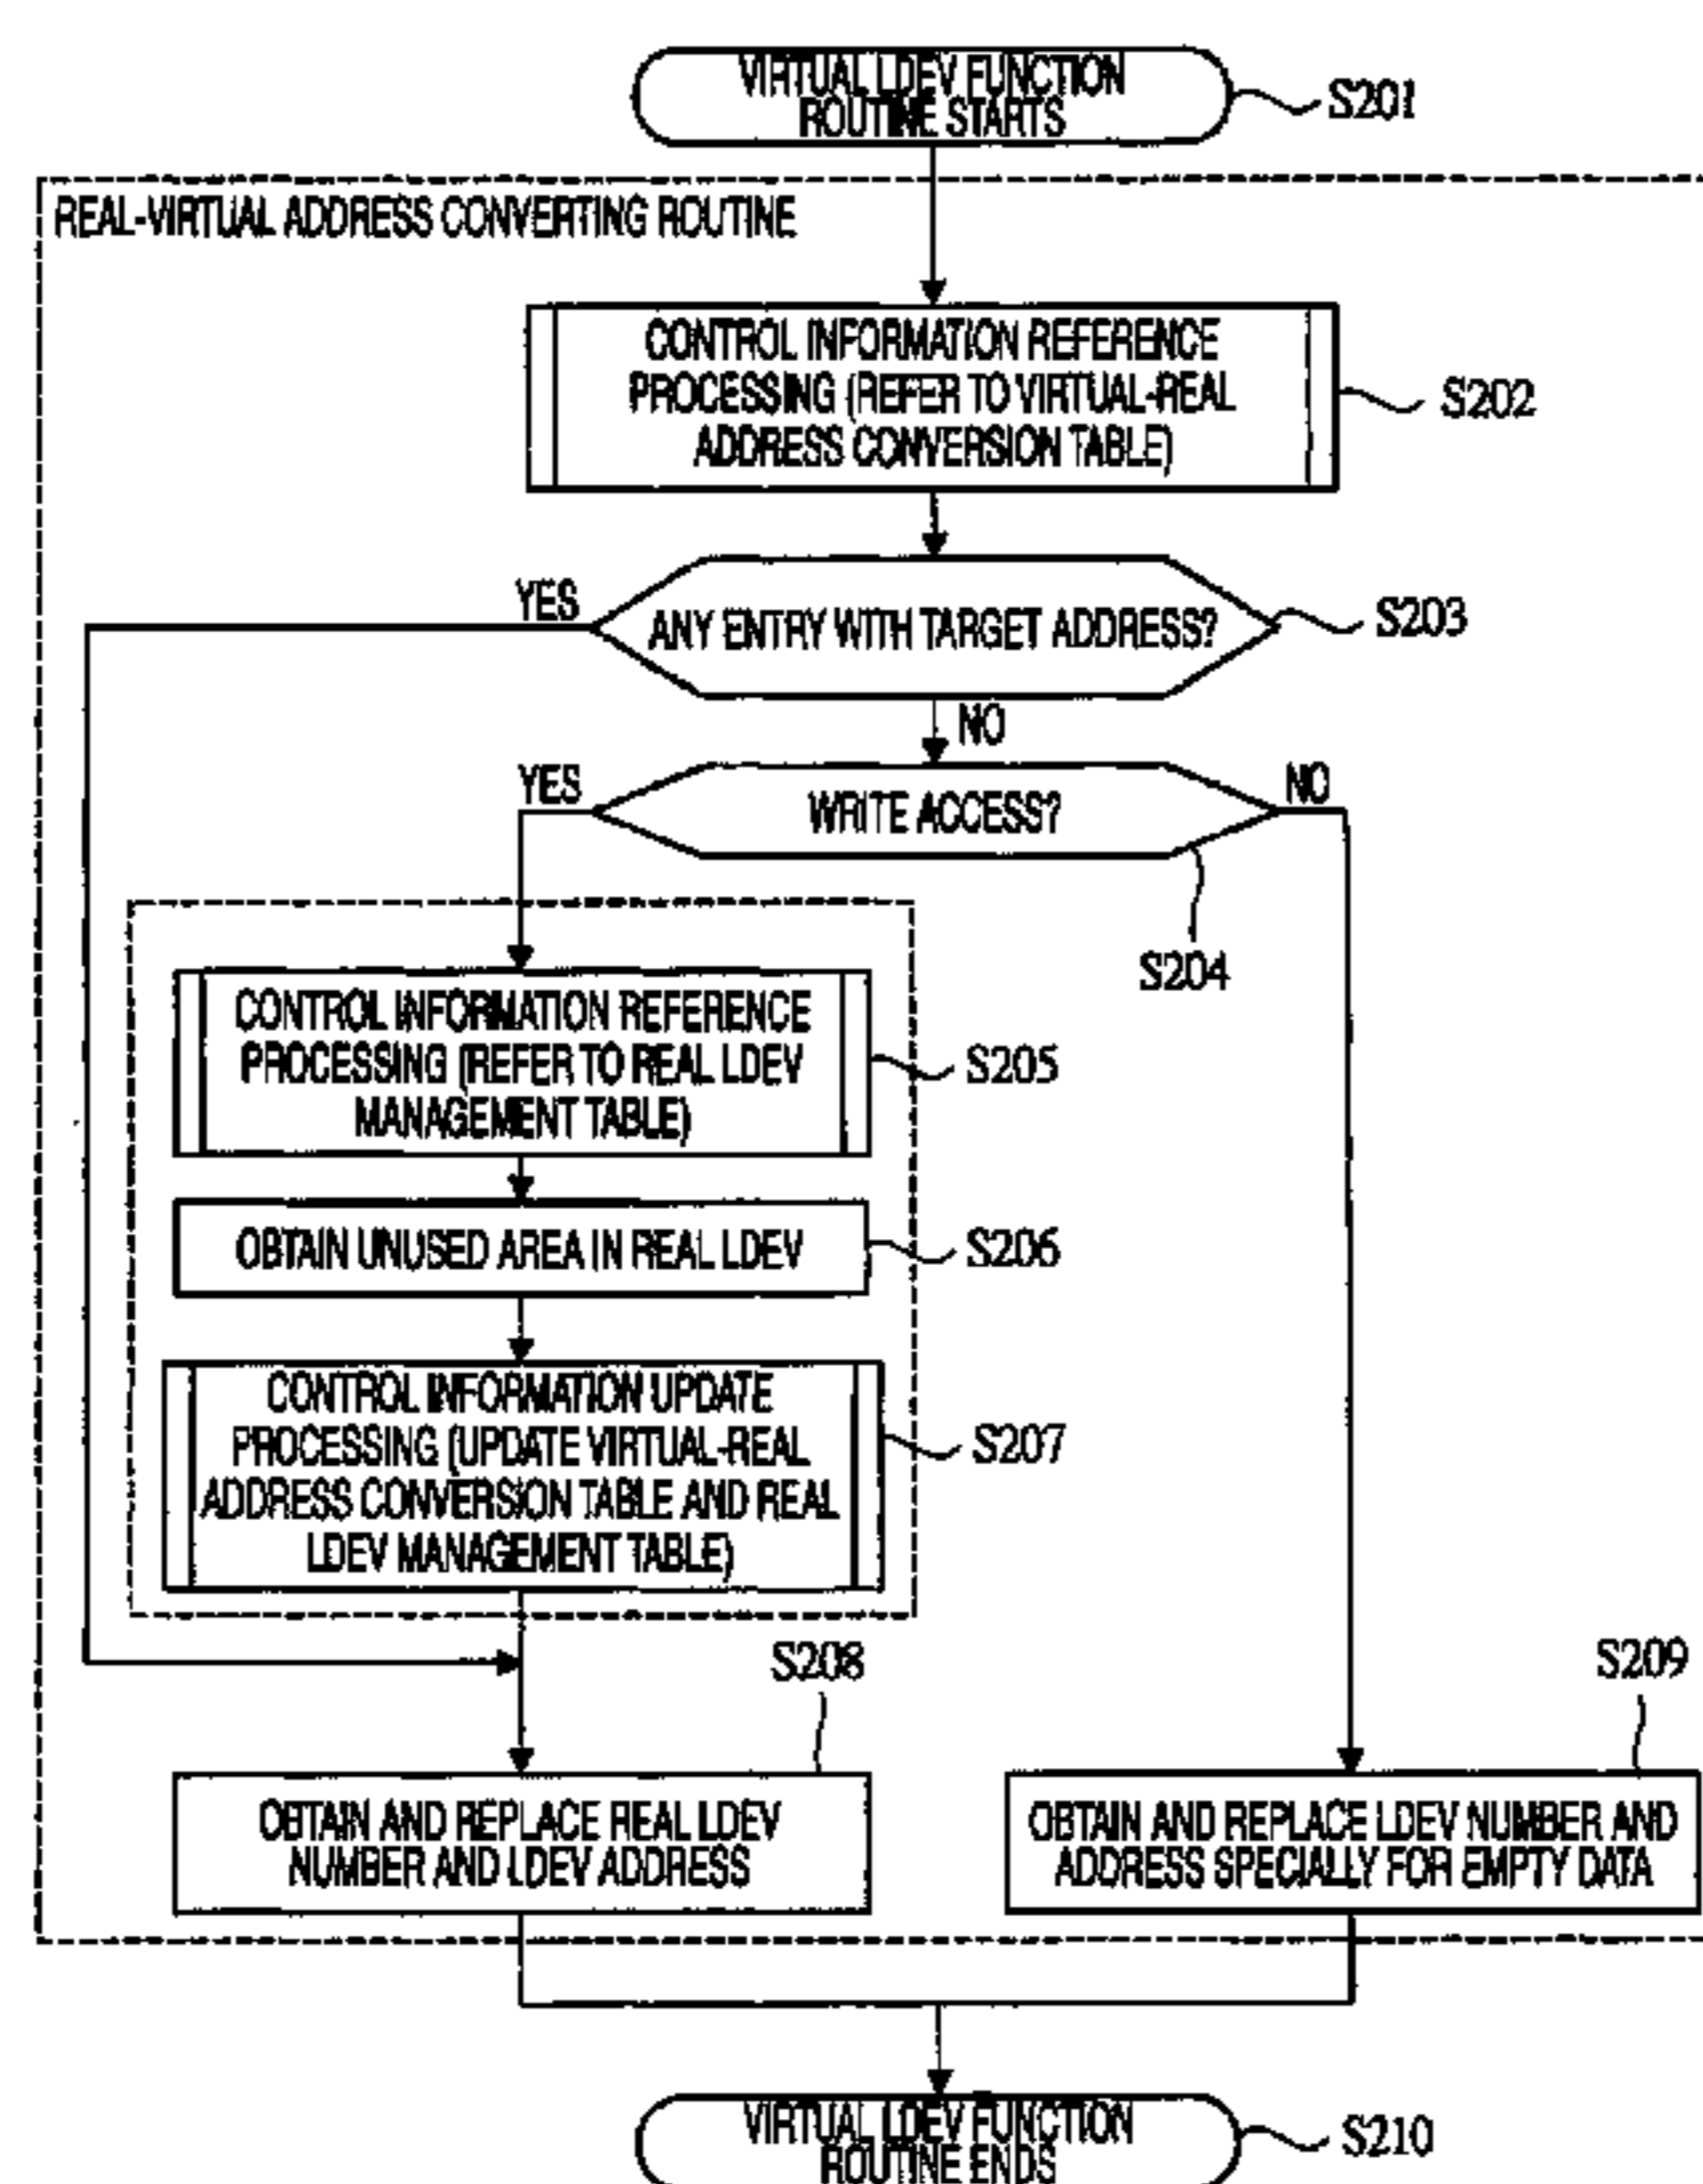 VIRTUAL LDEV FUNCTION
ROUTINE STARTS
S201
REAL-VIRTUAL ADDRESS CONVERTING ROUTINE
CONTROL INFORMATION REFERENCE
PROCESSING (REFER TO VIRTUAL-REAL
ADDRESS CONVERSION TABLE)
S202
YES
ANY ENTRY WITH TARGET ADDRESS?
S203
NO
YES
WRITE ACCESS?
NO
S204
CONTROL INFORMATION REFERENCE
PROCESSING (REFER TO REAL LDEV
MANAGEMENT TABLE)
S205
OBTAIN UNUSED AREA IN REAL LDEV
S206
CONTROL INFORMATION UPDATE
PROCESSING (UPDATE VIRTUAL-REAL
ADDRESS CONVERSION TABLE AND REAL
LDEV MANAGEMENT TABLE)
S207
S208
S209
OBTAIN AND REPLACE REAL LDEV
NUMBER AND LDEV ADDRESS
OBTAIN AND REPLACE LDEV NUMBER AND
ADDRESS SPECIALLY FOR EMPTY DATA
VIRTUAL LDEV FUNCTION
ROUTINE ENDS
S210